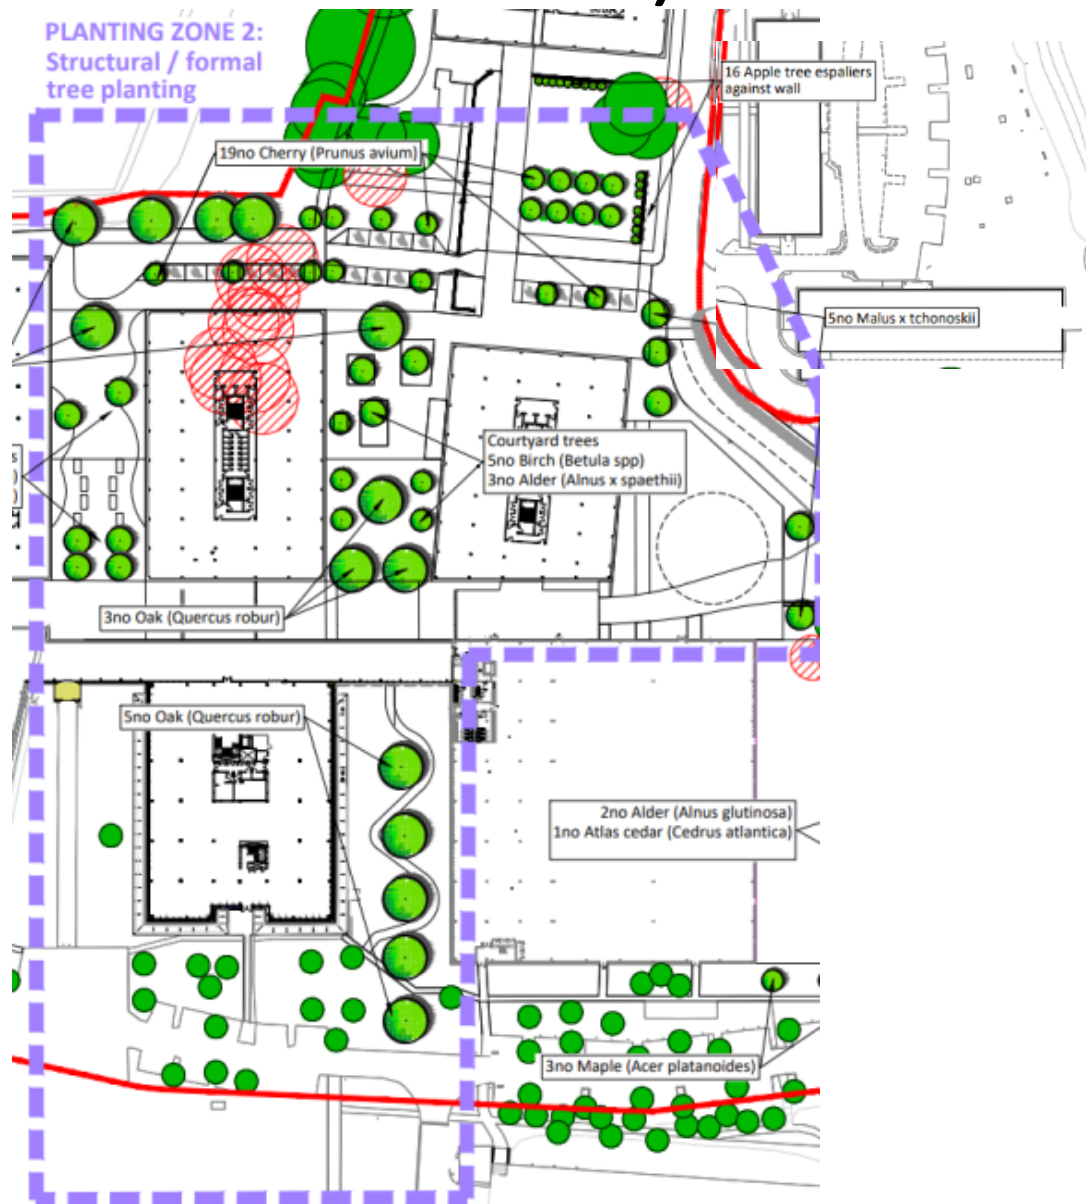 PLANTING ZONE 2:
Structural / formal
tree planting
16 Apple tree espaliers
against wall
19no Cherry (Prunus avium)
5no Malus x tchonoskii
Courtyard trees
5no Birch (Betula spp)
3no Alder (Alnus x spaethii)
s
)
)
3no Oak (Quercus robur)
5no Oak (Quercus robur)
2no Alder (Alnus glutinosa)
1no Atlas cedar (Cedrus atlantica)
3no Maple (Acer platanoides)